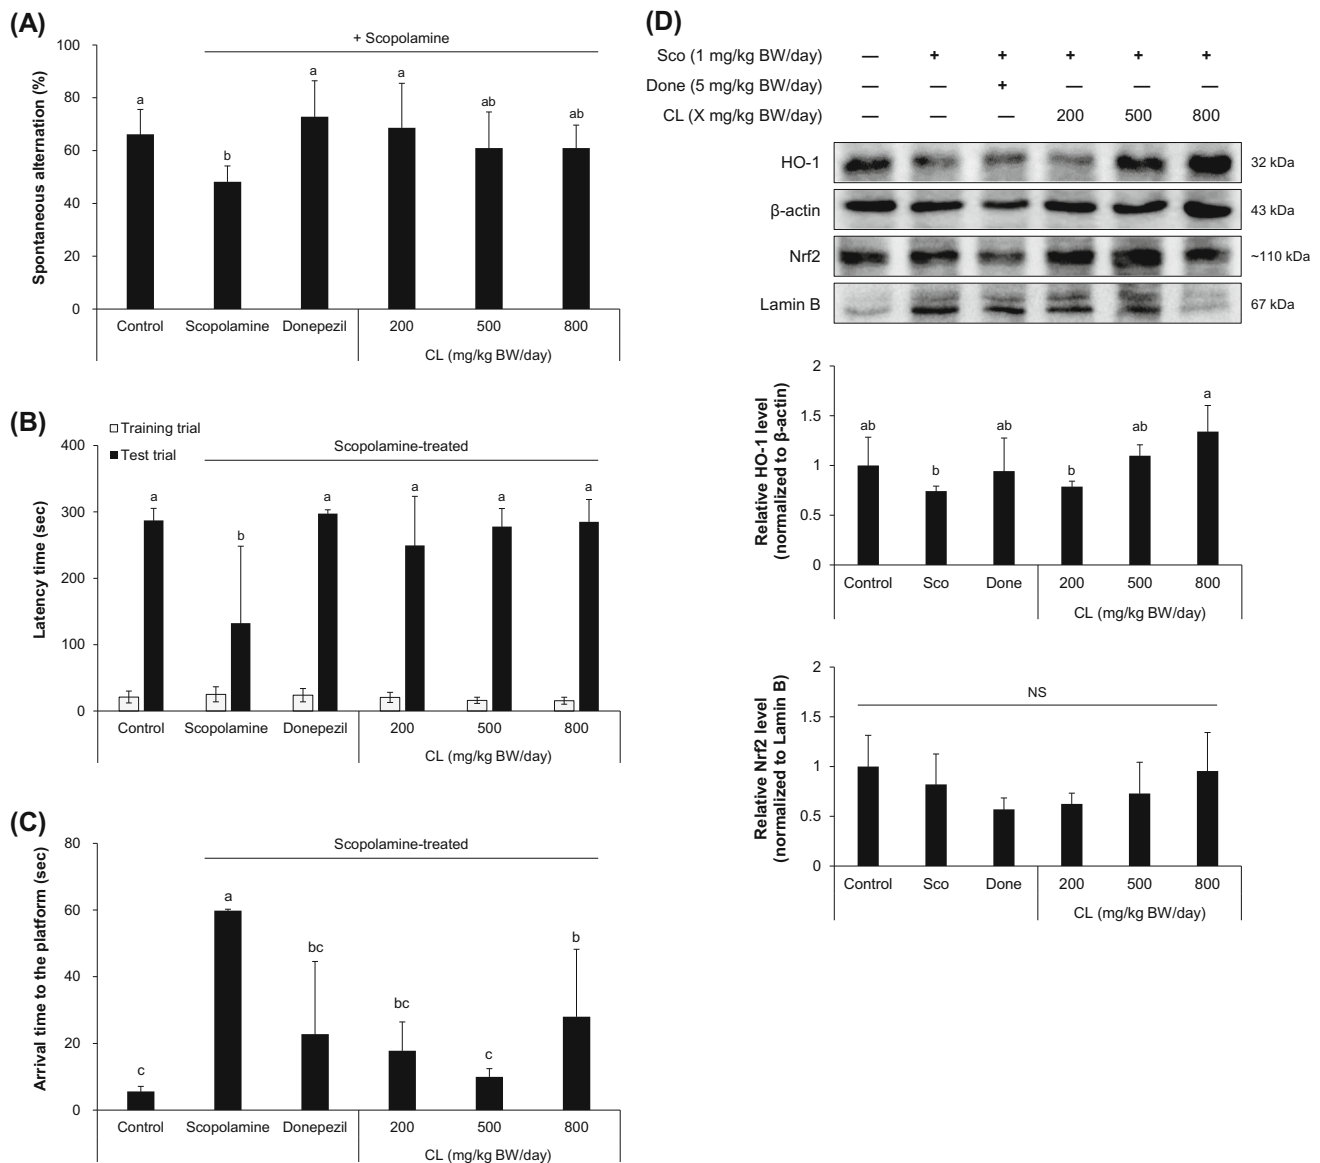 (A)
+ Scopolamine
Spontaneous alternation (%)
100
80
60
40
20
0
a
b
a
a
ab
ab
Control Scopolamine Donepezil 200 500 800
CL (mg/kg BW/day)
(B)
Training trial
Test trial
Scopolamine-treated
Latency time (sec)
400
300
200
100
0
a
b
a
a
a
a
Control Scopolamine Donepezil 200 500 800
CL (mg/kg BW/day)
(C)
Scopolamine-treated
Arrival time to the platform (sec)
80
60
40
20
0
c
a
bc
bc
c
b
Control Scopolamine Donepezil 200 500 800
CL (mg/kg BW/day)
(D)
Sco (1 mg/kg BW/day) — + + + + +
Done (5 mg/kg BW/day) — — + — — —
CL (X mg/kg BW/day) — — — 200 500 800
HO-1 32 kDa
β-actin 43 kDa
Nrf2 ~110 kDa
Lamin B 67 kDa
Relative HO-1 level
(normalized to β-actin)
2
1.5
1
0.5
0
ab
b
ab
b
ab
a
Control Sco Done 200 500 800
CL (mg/kg BW/day)
Relative Nrf2 level
(normalized to Lamin B)
2
1.5
1
0.5
0
NS
Control Sco Done 200 500 800
CL (mg/kg BW/day)